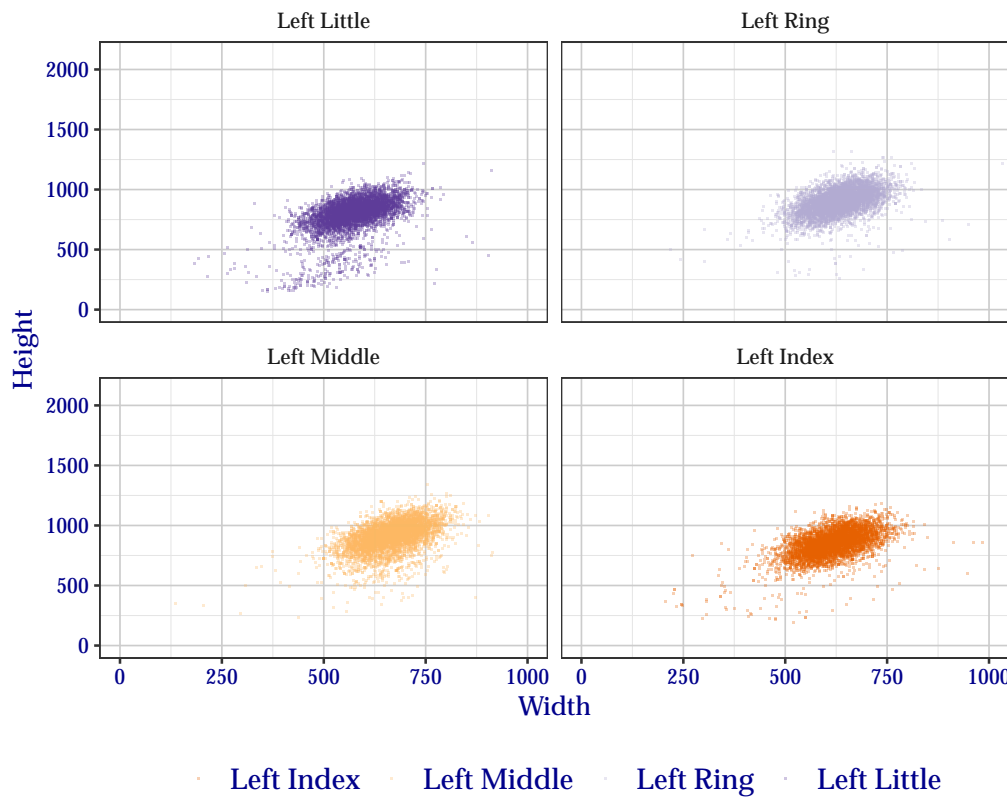 Left Little Left Ring
2000
1500
1000
500
0
Height
Left Middle Left Index
2000
1500
1000
500
0
0 250 500 750 1000 0 250 500 750 1000
Width
Left Index Left Middle Left Ring Left Little